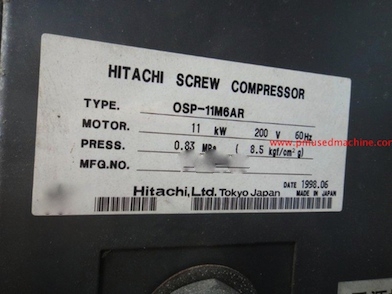 HITACHI SCREW COMPRESSOR
TYPE. OSP-11M6AR
MOTOR. 11 kW 200 V 60Hz
www.pmusedmachine.com
PRESS. 0.83 MPa ( 8.5 kgf/cm²g)
MFG.NO.
DATE 1998.06
Hitachi,Ltd. Tokyo Japan MADE IN JAPAN